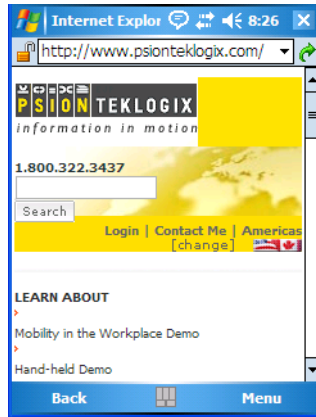 Internet Explor 8:26
http://www.psionteklogix.com/
PSION TEKLOGIX
information in motion
1.800.322.3437
Search
Login | Contact Me | Americas
[change]
LEARN ABOUT
Mobility in the Workplace Demo
Hand-held Demo
Back Menu